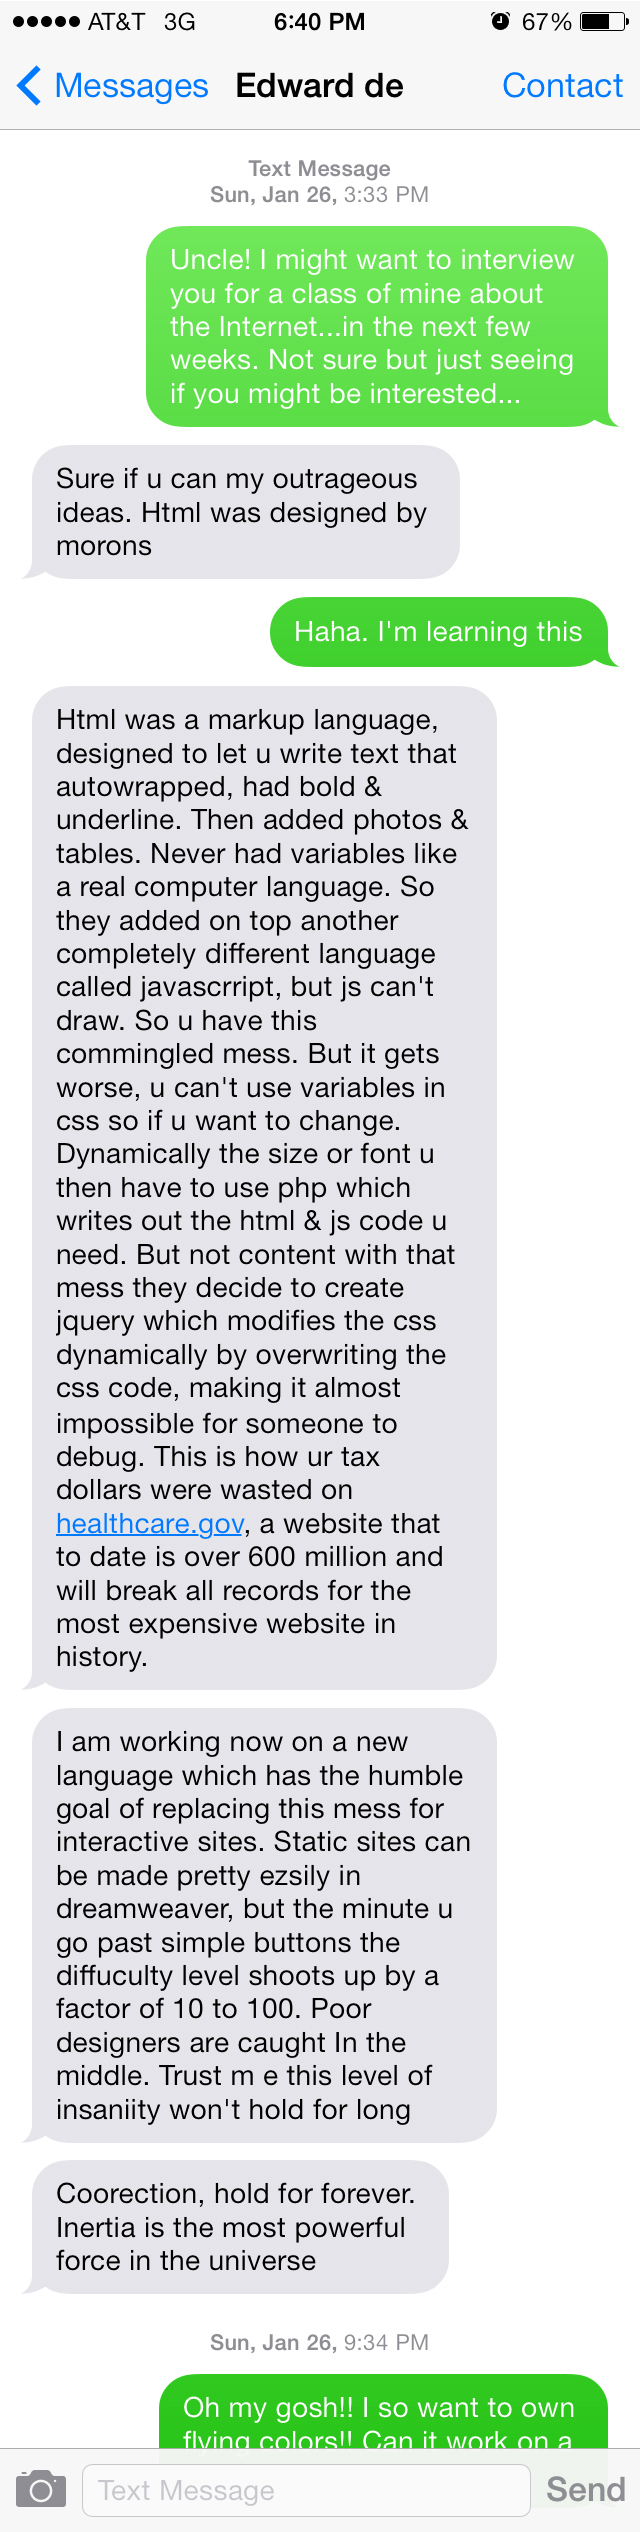 AT&T 3G 6:40 PM 67%
Messages Edward de Contact
Text Message
Sun, Jan 26, 3:33 PM
Uncle! I might want to interview
you for a class of mine about
the Internet...in the next few
weeks. Not sure but just seeing
if you might be interested...
Sure if u can my outrageous
ideas. Html was designed by
morons
Haha. I'm learning this
Html was a markup language,
designed to let u write text that
autowrapped, had bold &
underline. Then added photos &
tables. Never had variables like
a real computer language. So
they added on top another
completely different language
called javascrript, but js can't
draw. So u have this
commingled mess. But it gets
worse, u can't use variables in
css so if u want to change.
Dynamically the size or font u
then have to use php which
writes out the html & js code u
need. But not content with that
mess they decide to create
jquery which modifies the css
dynamically by overwriting the
css code, making it almost
impossible for someone to
debug. This is how ur tax
dollars were wasted on
healthcare.gov, a website that
to date is over 600 million and
will break all records for the
most expensive website in
history.
I am working now on a new
language which has the humble
goal of replacing this mess for
interactive sites. Static sites can
be made pretty ezsily in
dreamweaver, but the minute u
go past simple buttons the
diffuculty level shoots up by a
factor of 10 to 100. Poor
designers are caught In the
middle. Trust m e this level of
insaniity won't hold for long
Coorection, hold for forever.
Inertia is the most powerful
force in the universe
Sun, Jan 26, 9:34 PM
Oh my gosh!! I so want to own
flying colors!! Can it work on a
Text Message Send